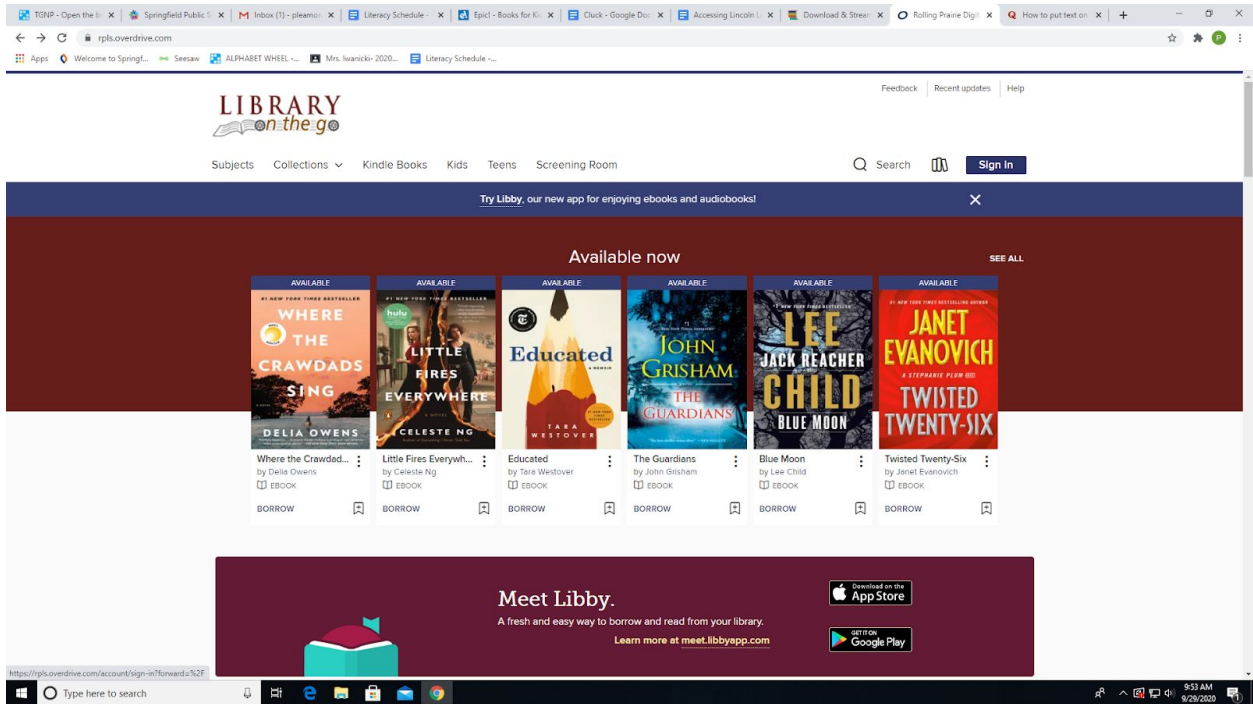 TGNP - Open the b
Springfield Public S
Inbox (1) - pleamon
Literacy Schedule -
Epic! - Books for Ki
Cluck - Google Doc
Accessing Lincoln Li
Download & Stream
Rolling Prairie Digit
How to put text on
rpls.overdrive.com
Apps
Welcome to Springf...
Seesaw
ALPHABET WHEEL -...
Mrs. Iwanicki- 2020...
Literacy Schedule -...
Feedback
Recent updates
Help
LIBRARY
on the go
Subjects
Collections
Kindle Books
Kids
Teens
Screening Room
Search
Sign in
Try Libby, our new app for enjoying ebooks and audiobooks!
Available now
SEE ALL
AVAILABLE
#1 NEW YORK TIMES BESTSELLER
WHERE
THE
CRAWDADS
SING
DELIA OWENS
Where the Crawdad...
by Delia Owens
EBOOK
BORROW
AVAILABLE
#1 NEW YORK TIMES BESTSELLER
hulu
LITTLE
FIRES
EVERYWHERE
A NOVEL
CELESTE NG
Little Fires Everywh...
by Celeste Ng
EBOOK
BORROW
AVAILABLE
Educated
A MEMOIR
TARA
WESTOVER
Educated
by Tara Westover
EBOOK
BORROW
AVAILABLE
JOHN
GRISHAM
THE
GUARDIANS
The Guardians
by John Grisham
EBOOK
BORROW
AVAILABLE
#1 NEW YORK TIMES BESTSELLER
LEE
JACK REACHER
CHILD
BLUE MOON
Blue Moon
by Lee Child
EBOOK
BORROW
AVAILABLE
#1 NEW YORK TIMES BESTSELLING AUTHOR
JANET
EVANOVICH
A STEPHANIE PLUM
TWISTED
TWENTY-SIX
Twisted Twenty-Six
by Janet Evanovich
EBOOK
BORROW
Meet Libby.
A fresh and easy way to borrow and read from your library.
Learn more at meet.libbyapp.com
Download on the
App Store
GET IT ON
Google Play
https://rpls.overdrive.com/account/sign-in?forward=%2F
Type here to search
9:53 AM
9/29/2020